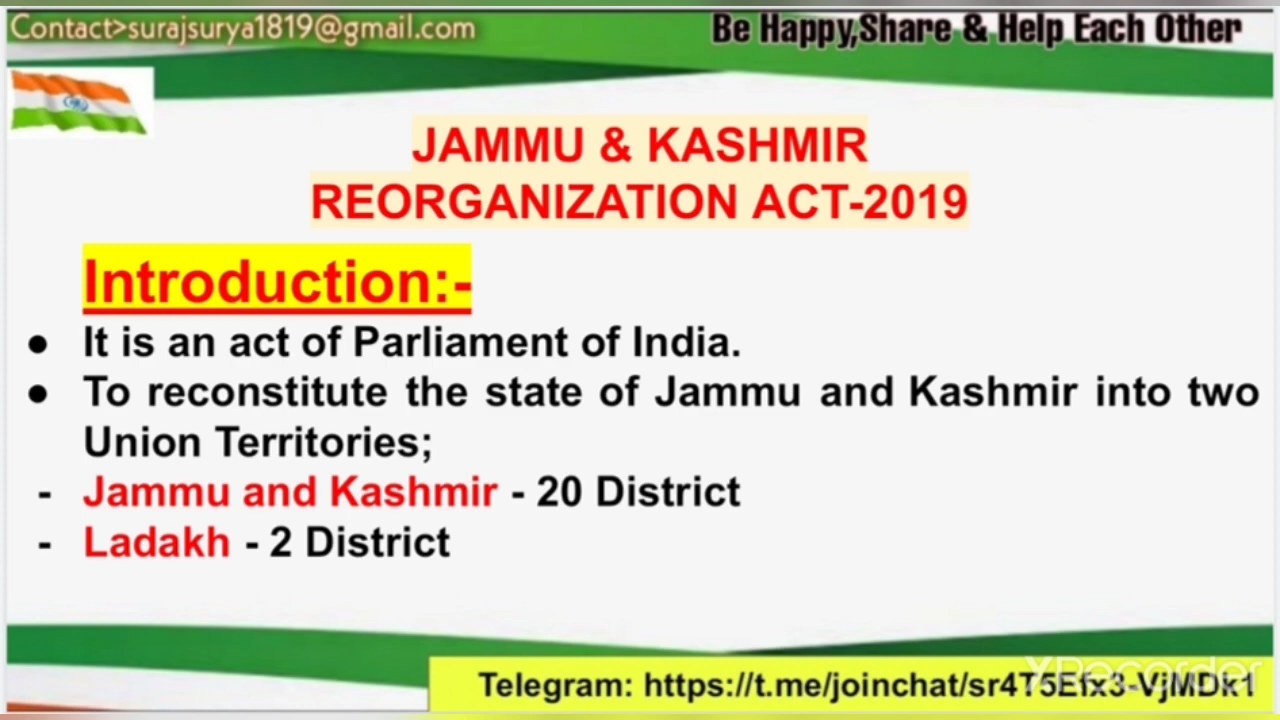 Contact>surajsurya1819@gmail.com
Be Happy,Share & Help Each Other
JAMMU & KASHMIR
REORGANIZATION ACT-2019
Introduction:-
● It is an act of Parliament of India.
● To reconstitute the state of Jammu and Kashmir into two
Union Territories;
- Jammu and Kashmir - 20 District
- Ladakh - 2 District
Telegram: https://t.me/joinchat/sr4T5Efx3-VjMDk1
XRecorder